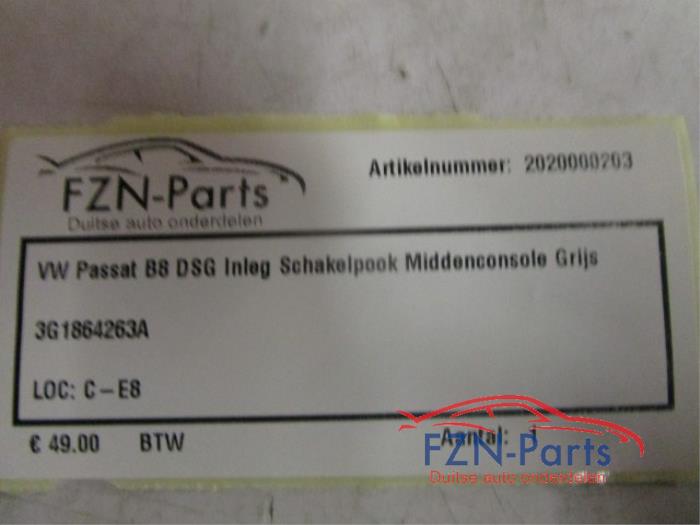 FZN-Parts
Duitse auto onderdelen
Artikelnummer: 2020000203
VW Passat B8 DSG Inleg Schakelpook Middenconsole Grijs
3G1864263A
LOC: C-E8
€ 49.00 BTW
Aantal: 1
FZN-Parts
Duitse auto onderdelen